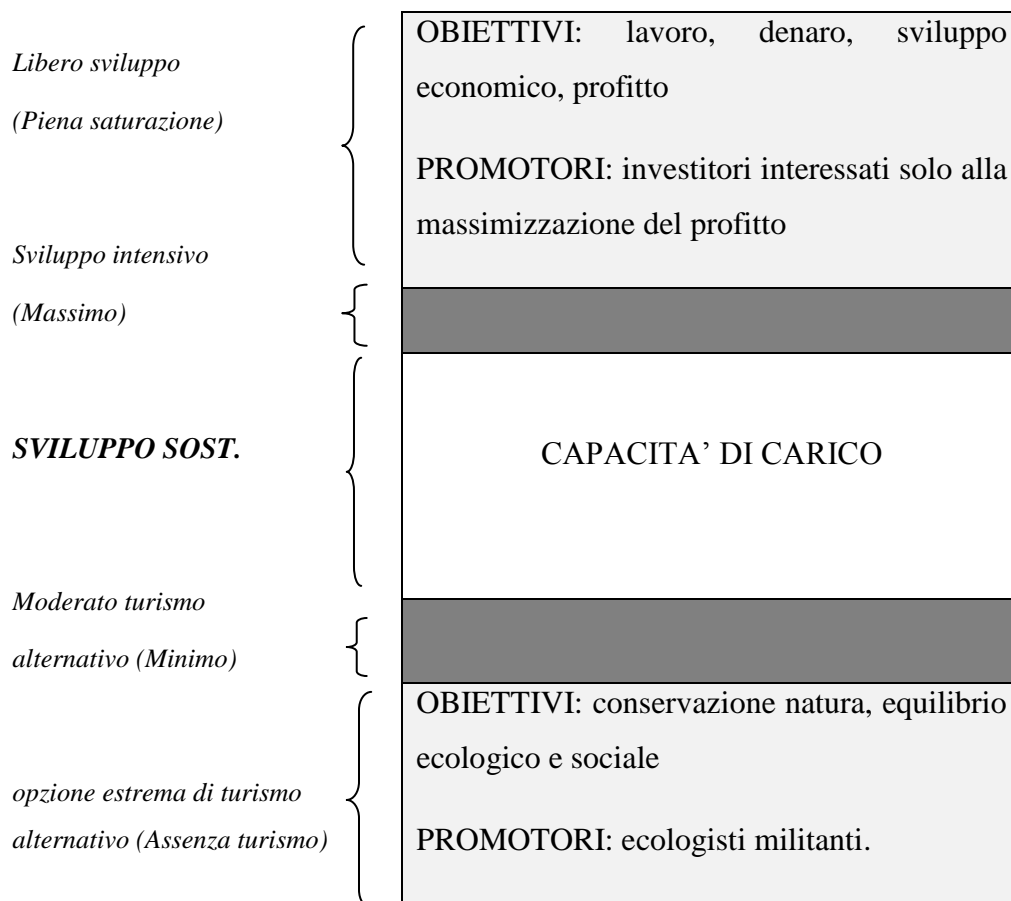 Libero sviluppo
(Piena saturazione)
OBIETTIVI: lavoro, denaro, sviluppo
economico, profitto
PROMOTORI: investitori interessati solo alla
massimizzazione del profitto
Sviluppo intensivo
(Massimo)
SVILUPPO SOST.
CAPACITA’ DI CARICO
Moderato turismo
alternativo (Minimo)
opzione estrema di turismo
alternativo (Assenza turismo)
OBIETTIVI: conservazione natura, equilibrio
ecologico e sociale
PROMOTORI: ecologisti militanti.